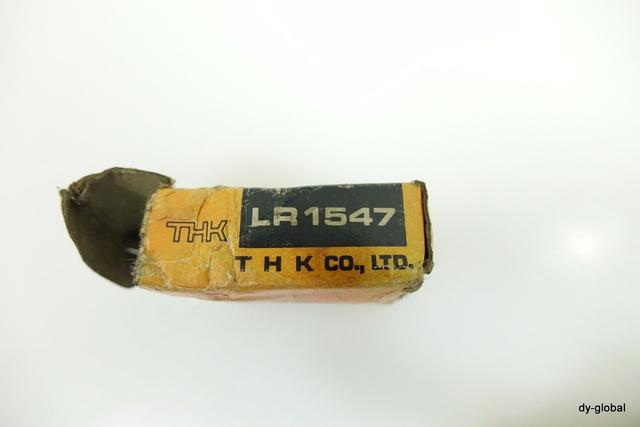 THK
LR1547
T H K CO., LTD.
dy-global